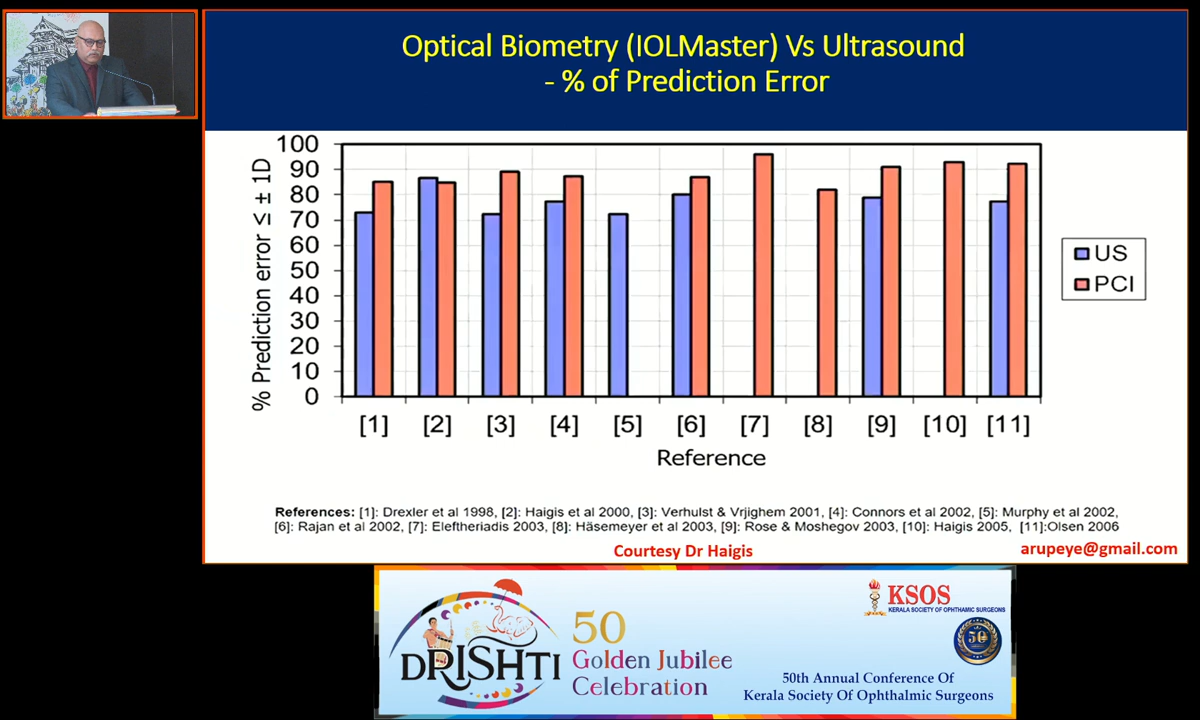 Optical Biometry (IOLMaster) Vs Ultrasound
- % of Prediction Error
% Prediction error ≤ ± 1D
100
90
80
70
60
50
40
30
20
10
0
[1] [2] [3] [4] [5] [6] [7] [8] [9] [10] [11]
Reference
US
PCI
References: [1]: Drexler et al 1998, [2]: Haigis et al 2000, [3]: Verhulst & Vrjighem 2001, [4]: Connors et al 2002, [5]: Murphy et al 2002,
[6]: Rajan et al 2002, [7]: Eleftheriadis 2003, [8]: Häsemeyer et al 2003, [9]: Rose & Moshegov 2003, [10]: Haigis 2005, [11]:Olsen 2006
Courtesy Dr Haigis
arupeye@gmail.com
DRISHTI
50
Golden Jubilee
Celebration
KSOS
KERALA SOCIETY OF OPHTHAMIC SURGEONS
50
50th Annual Conference Of
Kerala Society Of Ophthalmic Surgeons